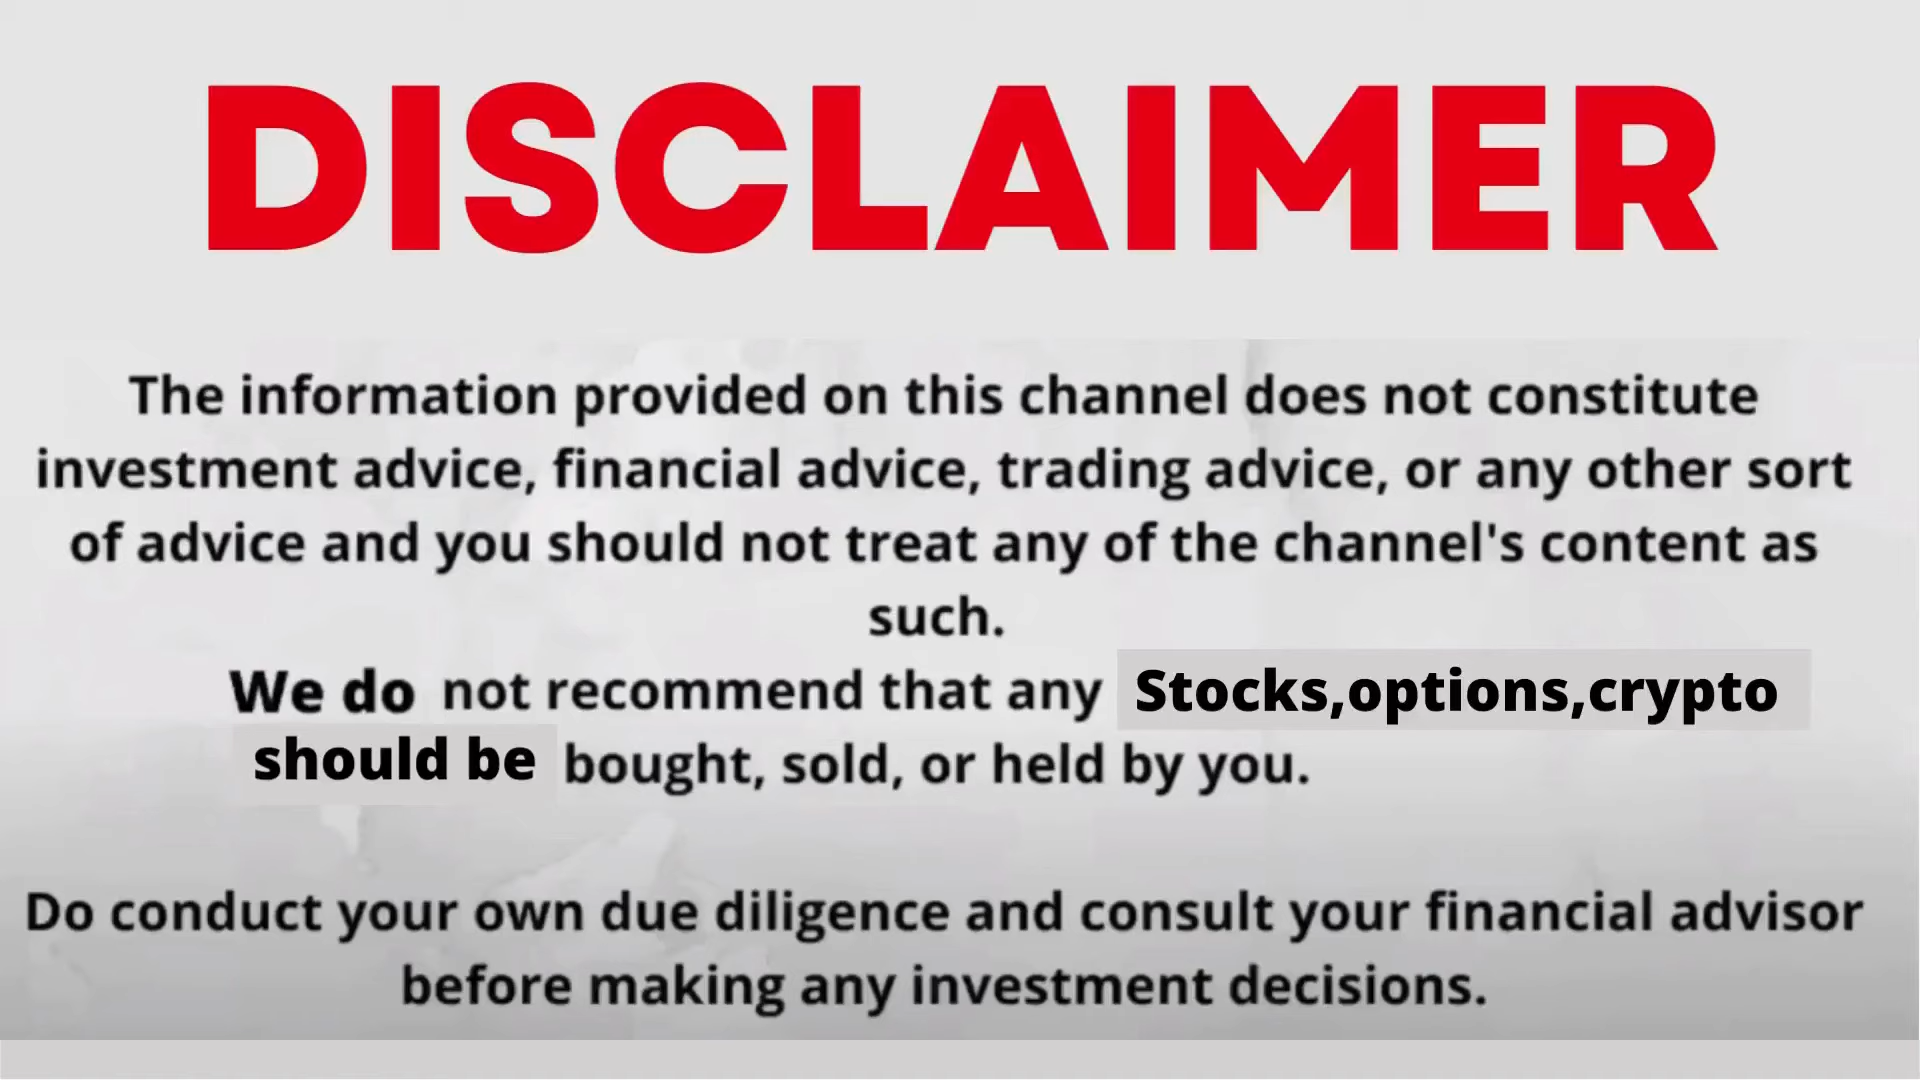 DISCLAIMER
The information provided on this channel does not constitute
investment advice, financial advice, trading advice, or any other sort
of advice and you should not treat any of the channel's content as
such.
We do not recommend that any Stocks,options,crypto
should be bought, sold, or held by you.
Do conduct your own due diligence and consult your financial advisor
before making any investment decisions.